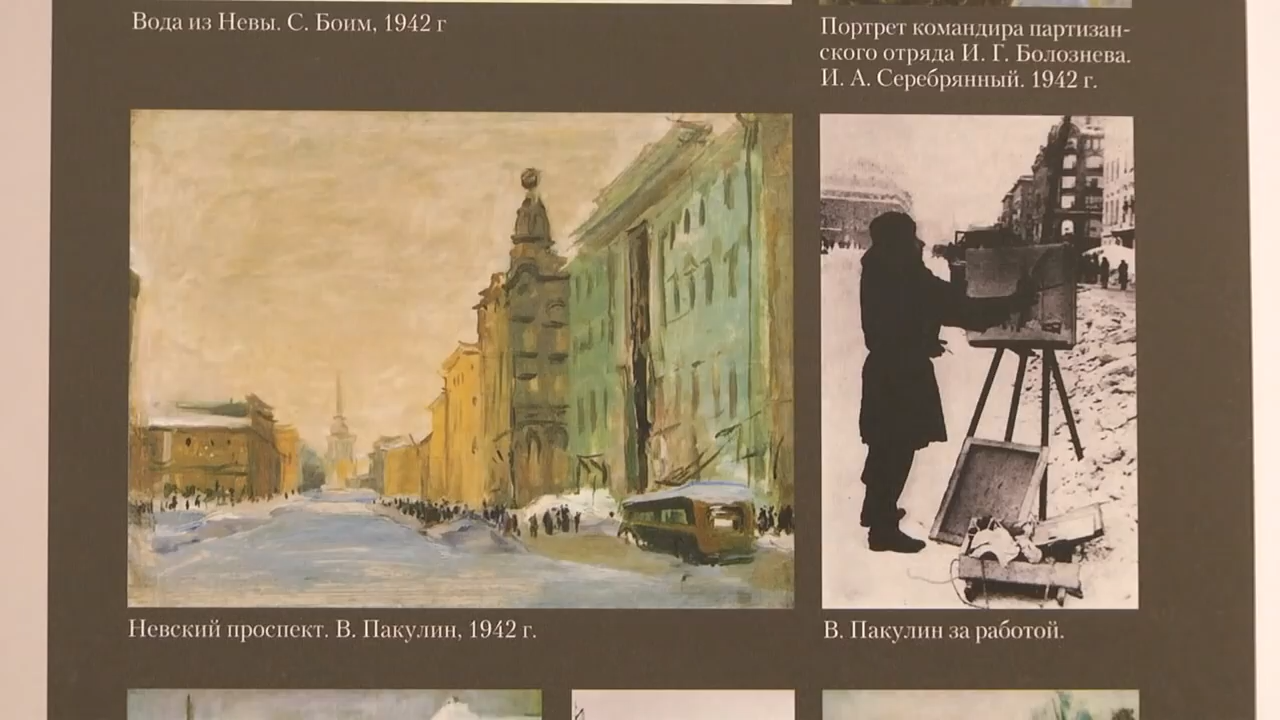 Вода из Невы. С. Боим, 1942 г
Портрет командира партизан-
ского отряда И. Г. Болознева.
И. А. Серебрянный. 1942 г.
Невский проспект. В. Пакулин, 1942 г.
В. Пакулин за работой.